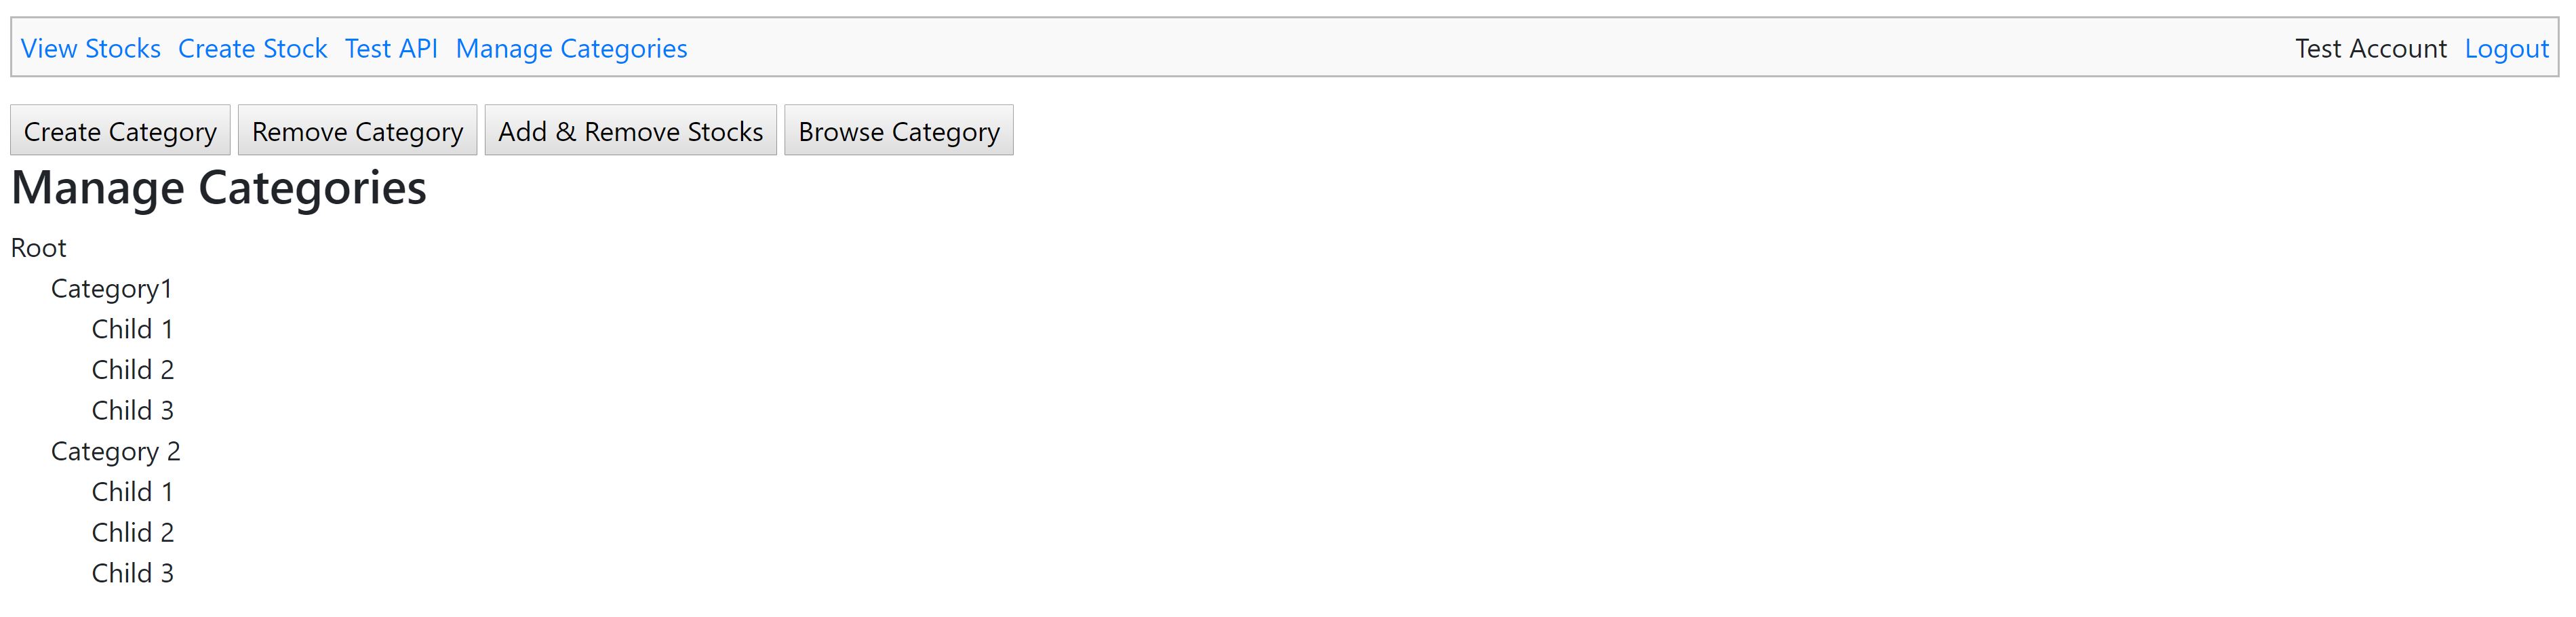 View Stocks Create Stock Test API Manage Categories Test Account Logout
Create Category Remove Category Add & Remove Stocks Browse Category
Manage Categories
Root
Category1
Child 1
Child 2
Child 3
Category 2
Child 1
Chlid 2
Child 3